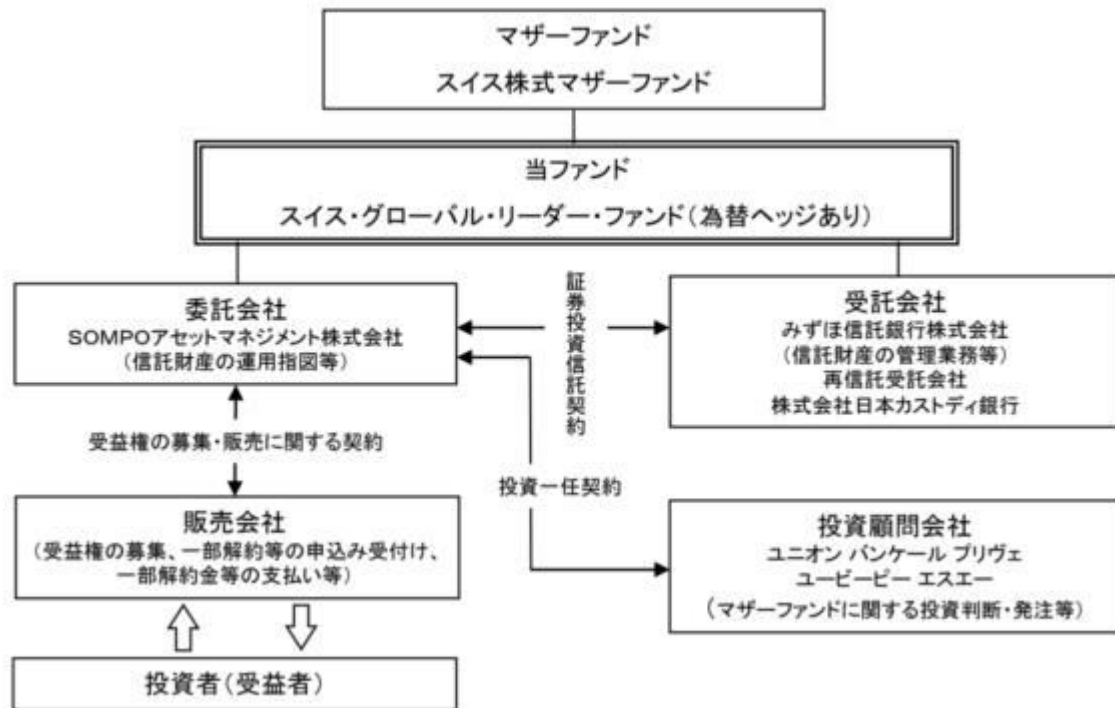 マザーファンド
スイス株式マザーファンド
当ファンド
スイス・グローバル・リーダー・ファンド(為替ヘッジあり)
委託会社
SOMPOアセットマネジメント株式会社
(信託財産の運用指図等)
証券投資信託契約
受託会社
みずほ信託銀行株式会社
(信託財産の管理業務等)
再信託受託会社
株式会社日本カストディ銀行
受益権の募集・販売に関する契約
投資一任契約
販売会社
(受益権の募集、一部解約等の申込み受付け、
一部解約金等の支払い等)
投資顧問会社
ユニオン バンケール プリヴェ
ユービーピー エスエー
(マザーファンドに関する投資判断・発注等)
投資者(受益者)